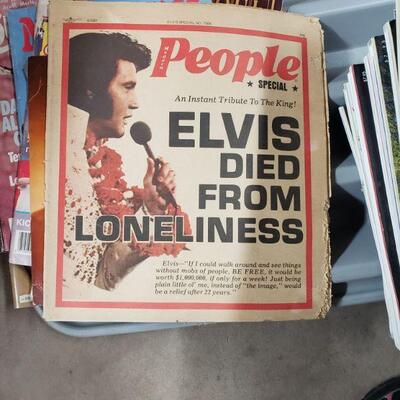 People
SPECIAL
An Instant Tribute To The King!
ELVIS
DIED
FROM
LONELINESS
Elvis—"If I could walk around and see things
without mobs of people, BE FREE, it would be
worth $1,000,000, if only for a week! Just being
plain little ol' me, instead of "the image," would
be a relief after 22 years."